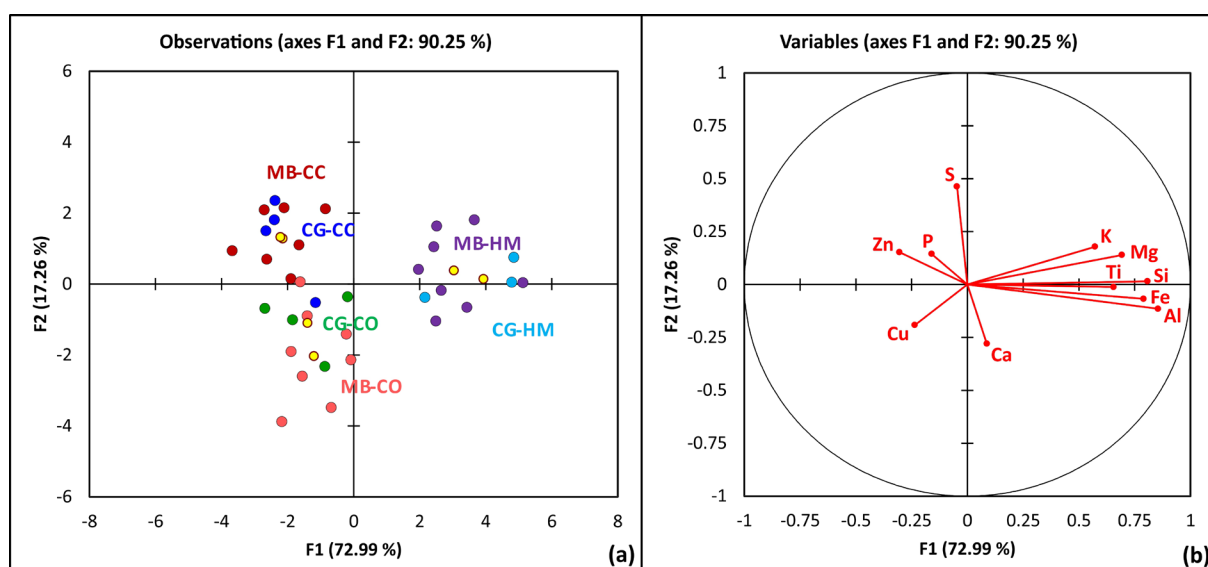 Observations (axes F1 and F2: 90.25 %)
6
4
2
0
-2
-4
-6
F2 (17.26 %)
MB-CC
CG-CC
MB-HM
CG-HM
CG-CO
MB-CO
-8
-6
-4
-2
0
2
4
6
8
F1 (72.99 %)
(a)
Variables (axes F1 and F2: 90.25 %)
1
0.75
0.5
0.25
0
-0.25
-0.5
-0.75
-1
F2 (17.26 %)
S
Zn
P
K
Mg
Ti
Si
Fe
Al
Cu
Ca
-1
-0.75
-0.5
-0.25
0
0.25
0.5
0.75
1
F1 (72.99 %)
(b)